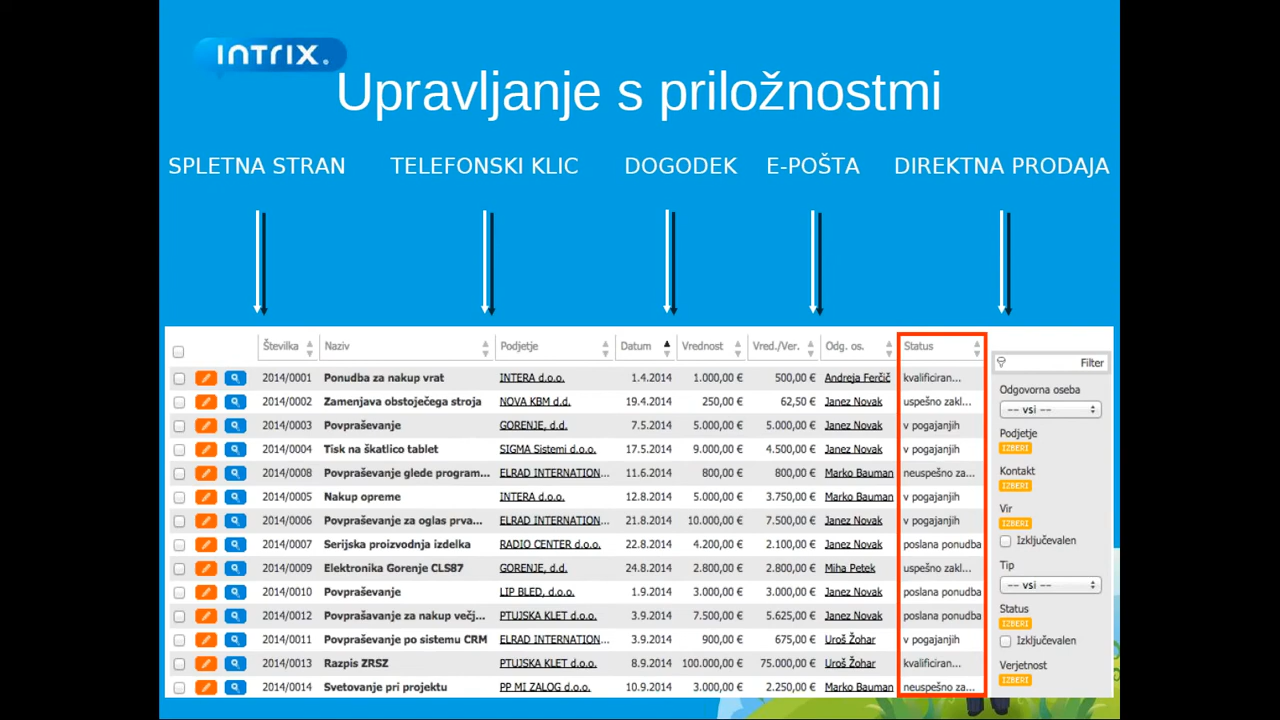 INTRIX.
Upravljanje s priložnostmi
SPLETNA STRAN TELEFONSKI KLIC DOGODEK E-POŠTA DIREKTNA PRODAJA
Številka Naziv Podjetje Datum Vrednost Vred./Ver. Odg. os. Status
2014/0001 Ponudba za nakup vrat INTERA d.o.o. 1.4.2014 1.000,00 € 500,00 € Andreja Ferčič kvalificiran...
2014/0002 Zamenjava obstoječega stroja NOVA KBM d.d. 19.4.2014 250,00 € 62,50 € Janez Novak uspešno zakl...
2014/0003 Povpraševanje GORENJE, d.d. 7.5.2014 5.000,00 € 5.000,00 € Janez Novak v pogajanjih
2014/0004 Tisk na škatlico tablet SIGMA Sistemi d.o.o. 17.5.2014 9.000,00 € 4.500,00 € Janez Novak v pogajanjih
2014/0008 Povpraševanje glede program... ELRAD INTERNATION... 11.6.2014 800,00 € 800,00 € Marko Bauman neuspešno za...
2014/0005 Nakup opreme INTERA d.o.o. 12.8.2014 5.000,00 € 3.750,00 € Marko Bauman v pogajanjih
2014/0006 Povpraševanje za oglas prva... ELRAD INTERNATION... 21.8.2014 10.000,00 € 7.500,00 € Janez Novak v pogajanjih
2014/0007 Serijska proizvodnja izdelka RADIO CENTER d.o.o. 22.8.2014 4.200,00 € 2.100,00 € Janez Novak poslana ponudba
2014/0009 Elektronika Gorenje CLS87 GORENJE, d.d. 24.8.2014 2.800,00 € 2.800,00 € Miha Petek uspešno zakl...
2014/0010 Povpraševanje LIP BLED, d.o.o. 1.9.2014 3.000,00 € 3.000,00 € Janez Novak poslana ponudba
2014/0012 Povprašavanje za nakup večj... PTUJSKA KLET d.o.o. 3.9.2014 7.500,00 € 5.625,00 € Janez Novak poslana ponudba
2014/0011 Povpraševanje po sistemu CRM ELRAD INTERNATION... 3.9.2014 900,00 € 675,00 € Uroš Žohar v pogajanjih
2014/0013 Razpis ZRSZ PTUJSKA KLET d.o.o. 8.9.2014 100.000,00 € 75.000,00 € Uroš Žohar kvalificiran...
2014/0014 Svetovanje pri projektu PP MI ZALOG d.o.o. 10.9.2014 3.000,00 € 2.250,00 € Marko Bauman neuspešno za...
Filter
Odgovorna oseba
-- vsi --
Podjetje
IZBERI
Kontakt
IZBERI
Vir
IZBERI
Izključevalen
Tip
-- vsi --
Status
IZBERI
Izključevalen
Verjetnost
IZBERI